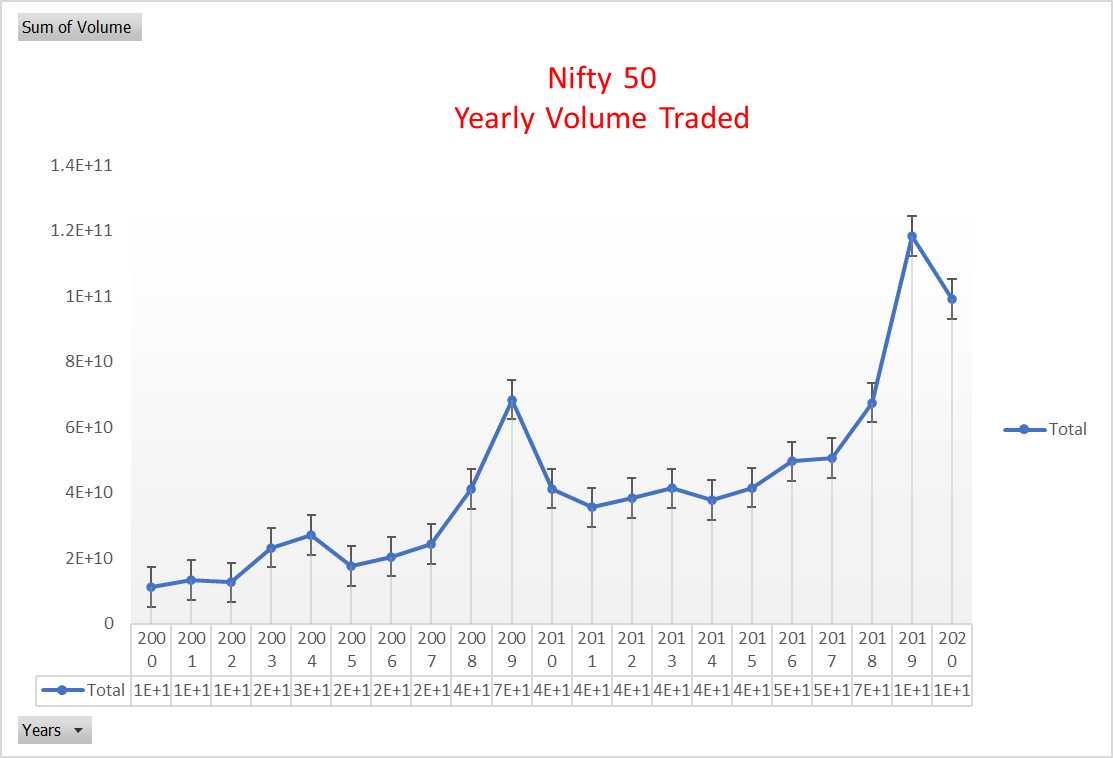 Sum of Volume
Nifty 50
Yearly Volume Traded
1.4E+11
1.2E+11
1E+11
8E+10
6E+10
4E+10
2E+10
0
Total
200 200 200 200 200 200 200 200 200 200 201 201 201 201 201 201 201 201 201 201 202
0 1 2 3 4 5 6 7 8 9 0 1 2 3 4 5 6 7 8 9 0
Total 1E+1 1E+1 1E+1 2E+1 3E+1 2E+1 2E+1 2E+1 4E+1 7E+1 4E+1 4E+1 4E+1 4E+1 4E+1 4E+1 5E+1 5E+1 7E+1 1E+1 1E+1
Years